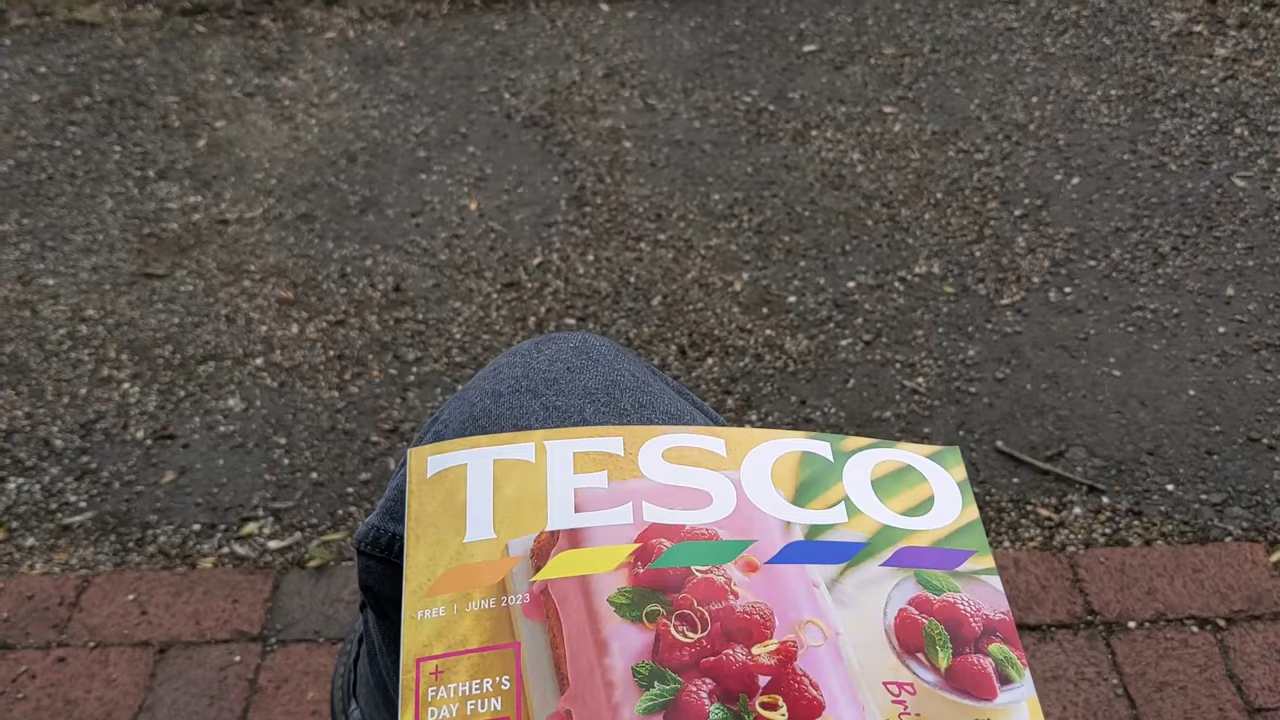 TESCO
FREE | JUNE 2023
+
FATHER'S
DAY FUN